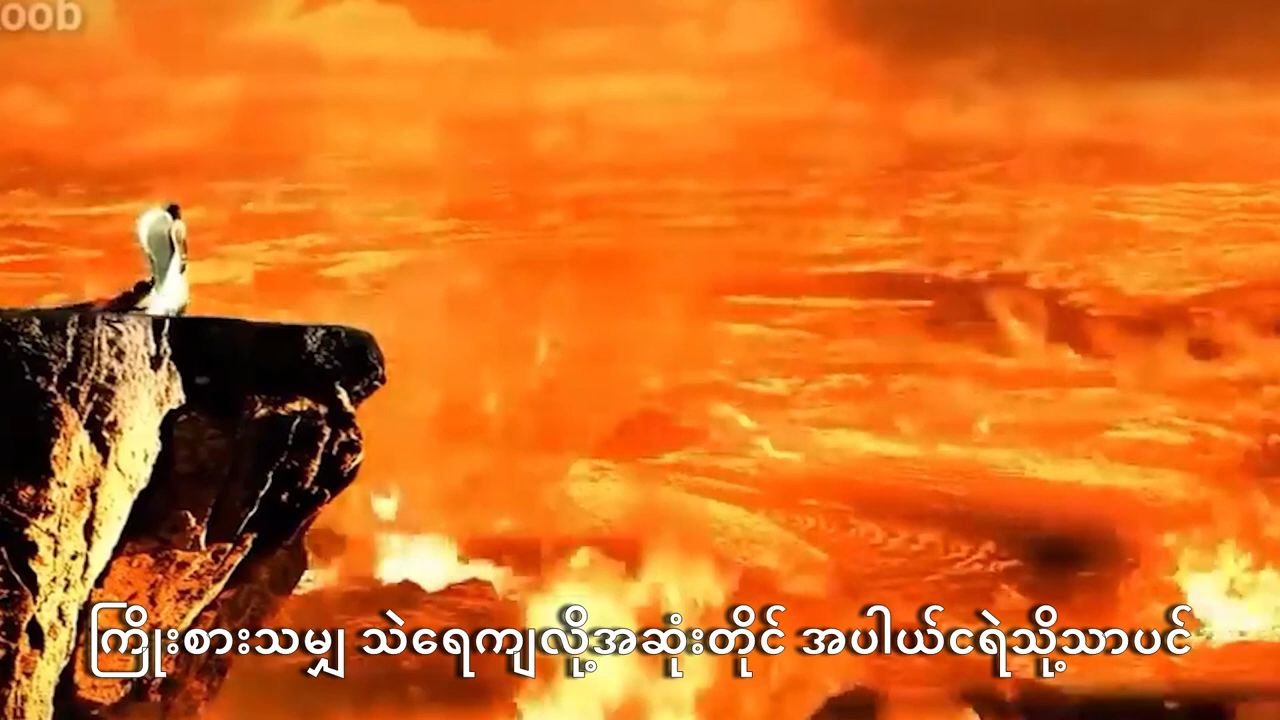 oob
ကြိုးစားသမျှ သဲရေကျလို့အဆုံးတိုင် အပါယ်ငရဲသို့သာပင်